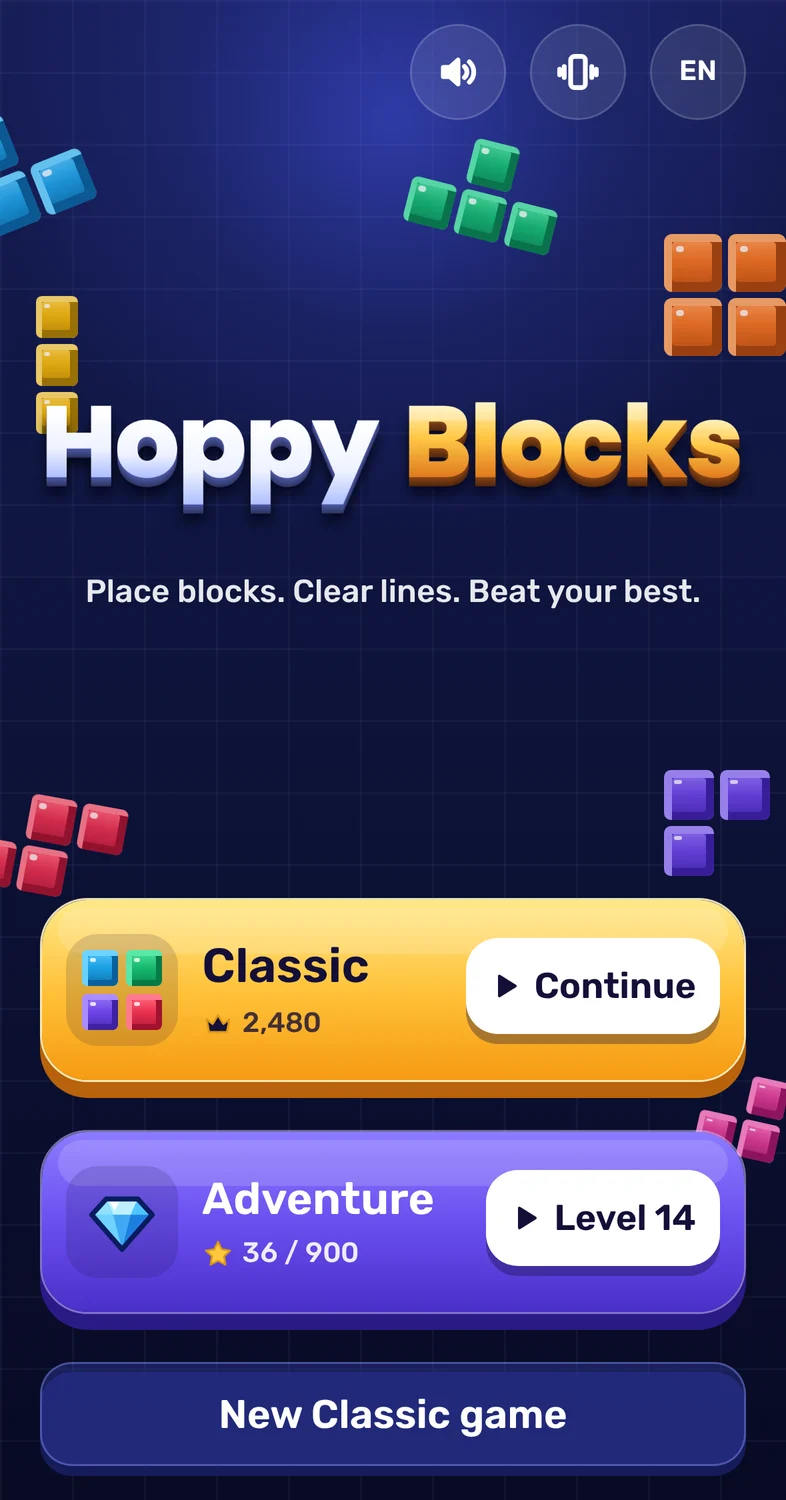 EN
Hoppy Blocks
Place blocks. Clear lines. Beat your best.
Classic
2,480
Continue
Adventure
36 / 900
Level 14
New Classic game